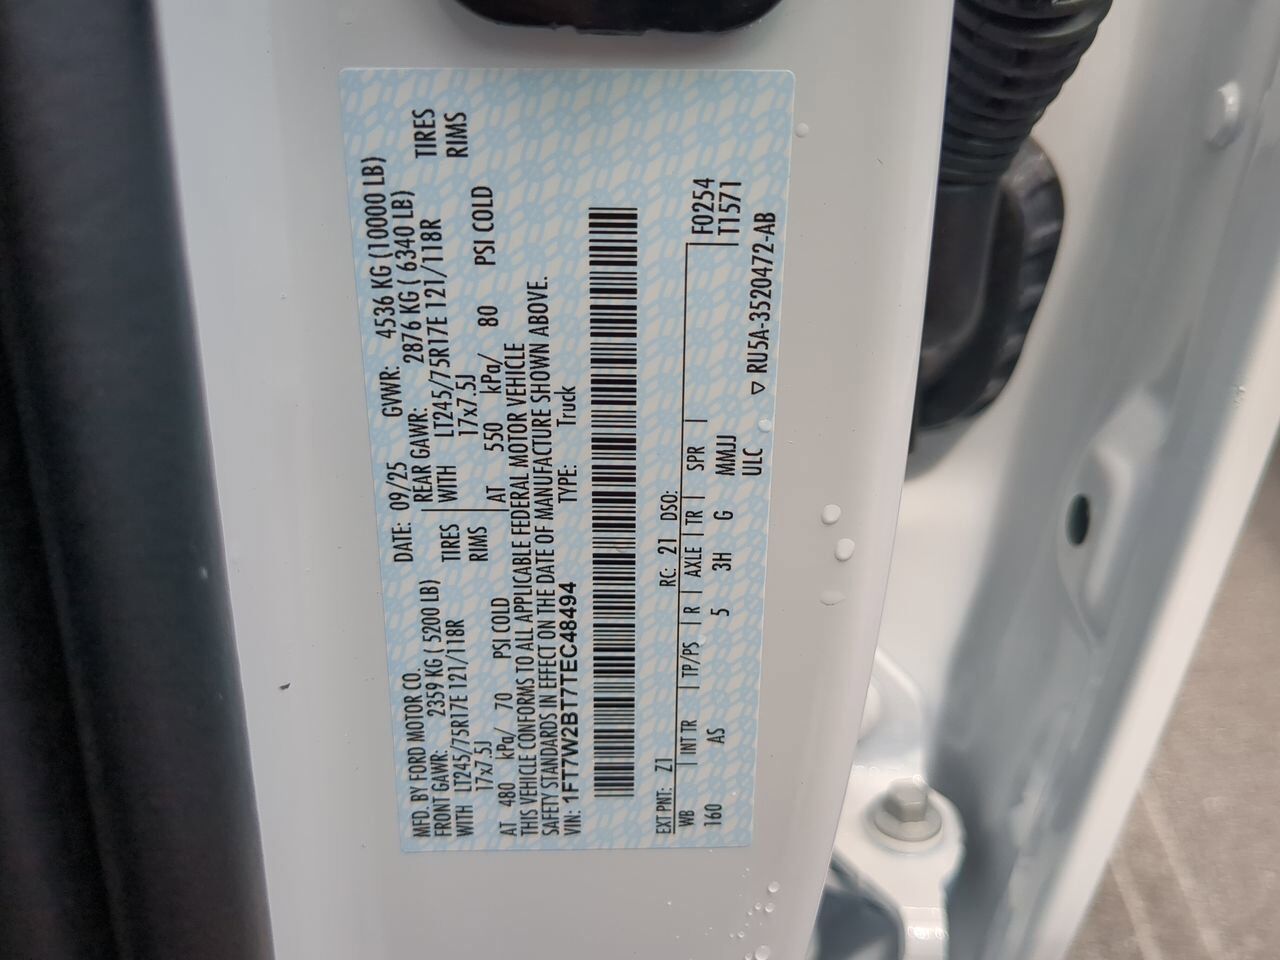 MFD. BY FORD MOTOR CO. DATE: 09/25 GVWR: 4536 KG (10000 LB)
FRONT GAWR: 2359 KG ( 5200 LB) REAR GAWR: 2876 KG ( 6340 LB)
WITH LT245/75R17E 121/118R TIRES WITH LT245/75R17E 121/118R TIRES
17x7.5J RIMS 17x7.5J RIMS
AT 480 kPa/ 70 PSI COLD AT 550 kPa/ 80 PSI COLD
THIS VEHICLE CONFORMS TO ALL APPLICABLE FEDERAL MOTOR VEHICLE
SAFETY STANDARDS IN EFFECT ON THE DATE OF MANUFACTURE SHOWN ABOVE.
VIN: 1FT7W2BT7TEC48494 TYPE: Truck
EXT PNT: Z1 RC: 21 DSO:
WB INT TR TP/PS R AXLE TR SPR F0254
160 AS 5 3H G MMJJ T1571
ULC ▽ RU5A-3520472-AB